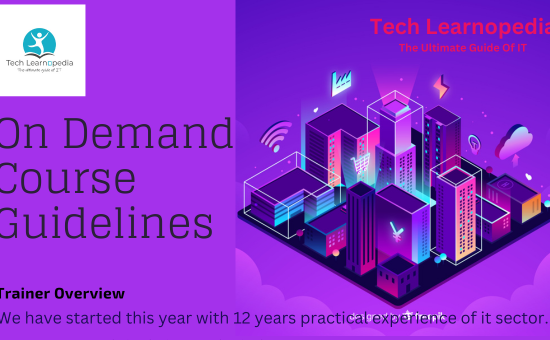 Tech Learnopedia
The ultimate guide of IT
Tech Learnopedia
The Ultimate Guide Of IT
On Demand
Course
Guidelines
Trainer Overview
We have started this year with 12 years practical experience of it sector.